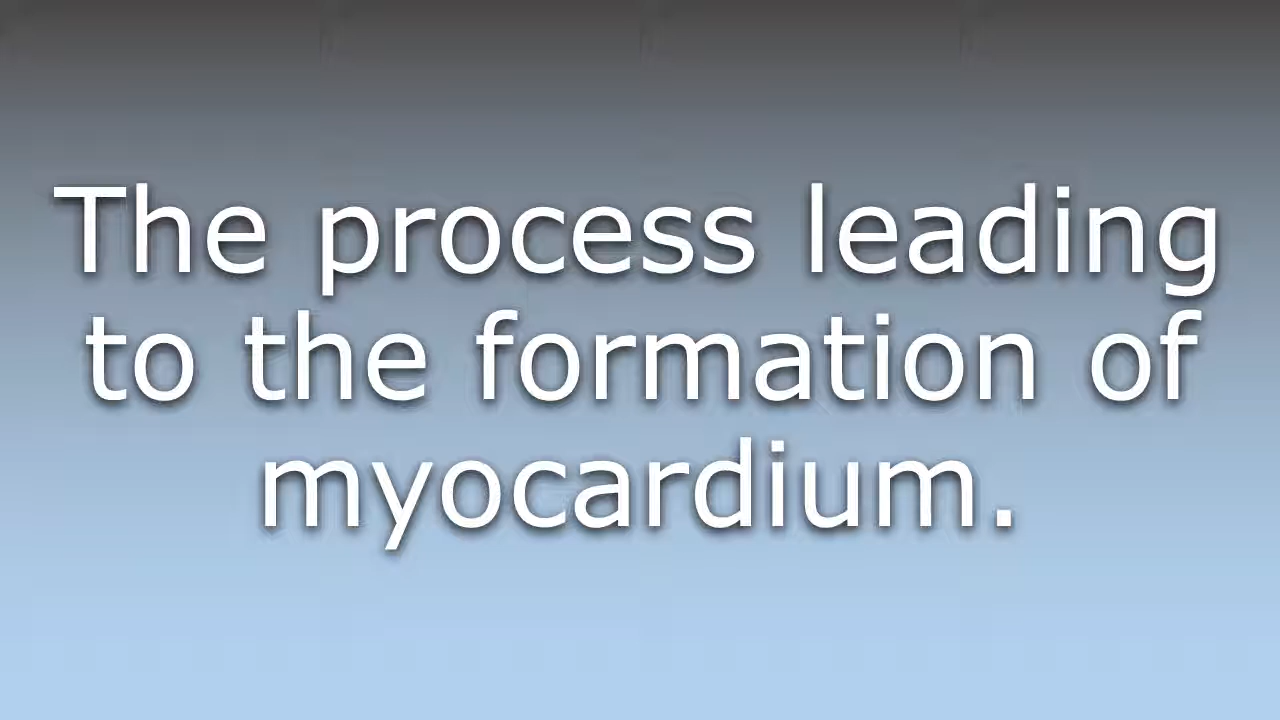 The process leading
to the formation of
myocardium.